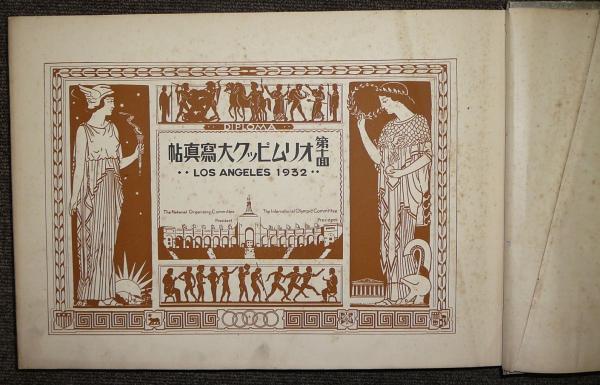 DIPLOMA
第十回オリムピック大寫眞帖
LOS ANGELES 1932
The National Organizing Committee
President
The International Olympic Committee
President